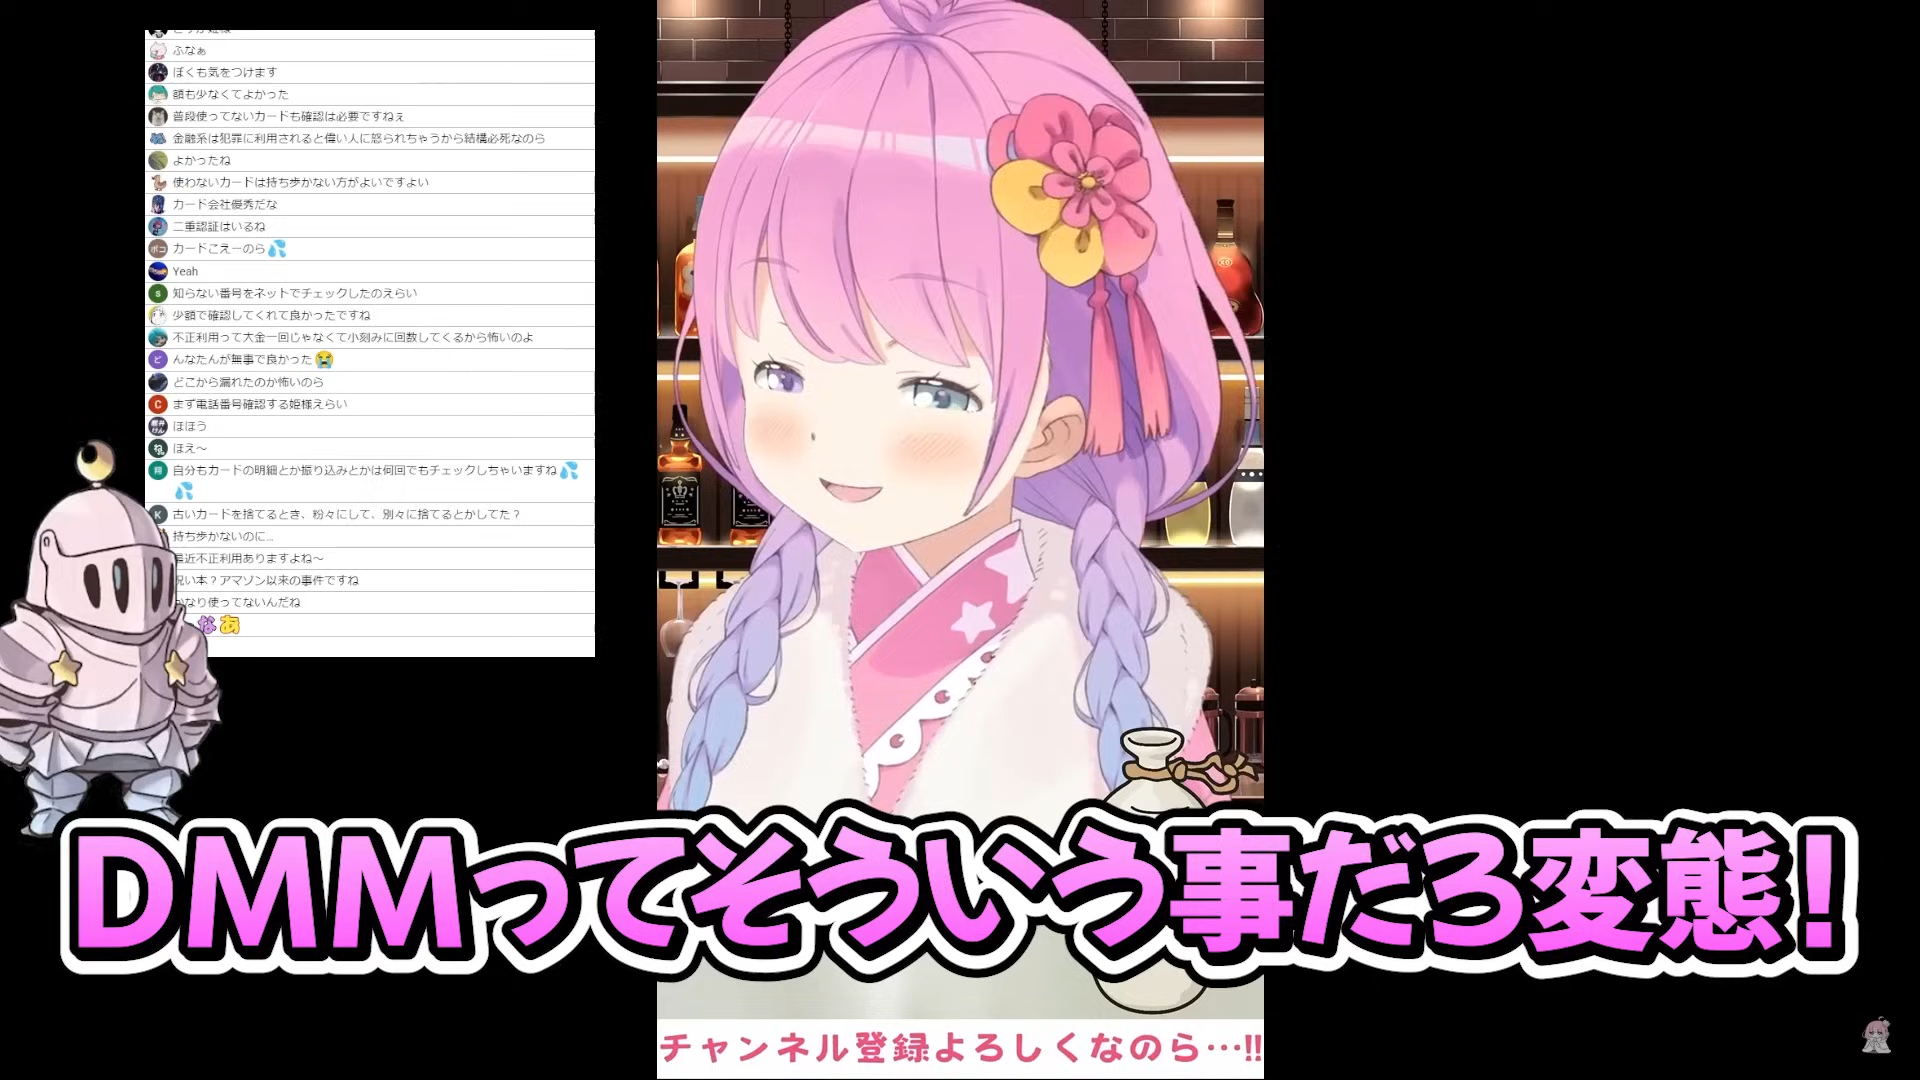 ふなぁ
ぼくも気をつけます
額も少なくてよかった
普段使ってないカードも確認は必要ですねぇ
金融系は犯罪に利用されると偉い人に怒られちゃうから結構必死なのら
よかったね
使わないカードは持ち歩かない方がよいですよい
カード会社優秀だな
二重認証はいるね
ポコ カードこえーのら💦
Yeah
s 知らない番号をネットでチェックしたのえらい
少額で確認してくれて良かったですね
不正利用って大金一回じゃなくて小刻みに回数してくるから怖いのよ
ど んなたんが無事で良かった😭
どこから漏れたのか怖いのら
C まず電話番号確認する姫様えらい
ほほう
ね ほえ～
翔 自分もカードの明細とか振り込みとかは何回でもチェックしちゃいますね💦
💦
K 古いカードを捨てるとき、粉々にして、別々に捨てるとかしてた？
持ち歩かないのに…
最近不正利用ありますよね～
呪い本？アマゾン以来の事件ですね
かなり使ってないんだね
なあ
XO
DMMってそういう事だろ変態！
チャンネル登録よろしくなのら…!!